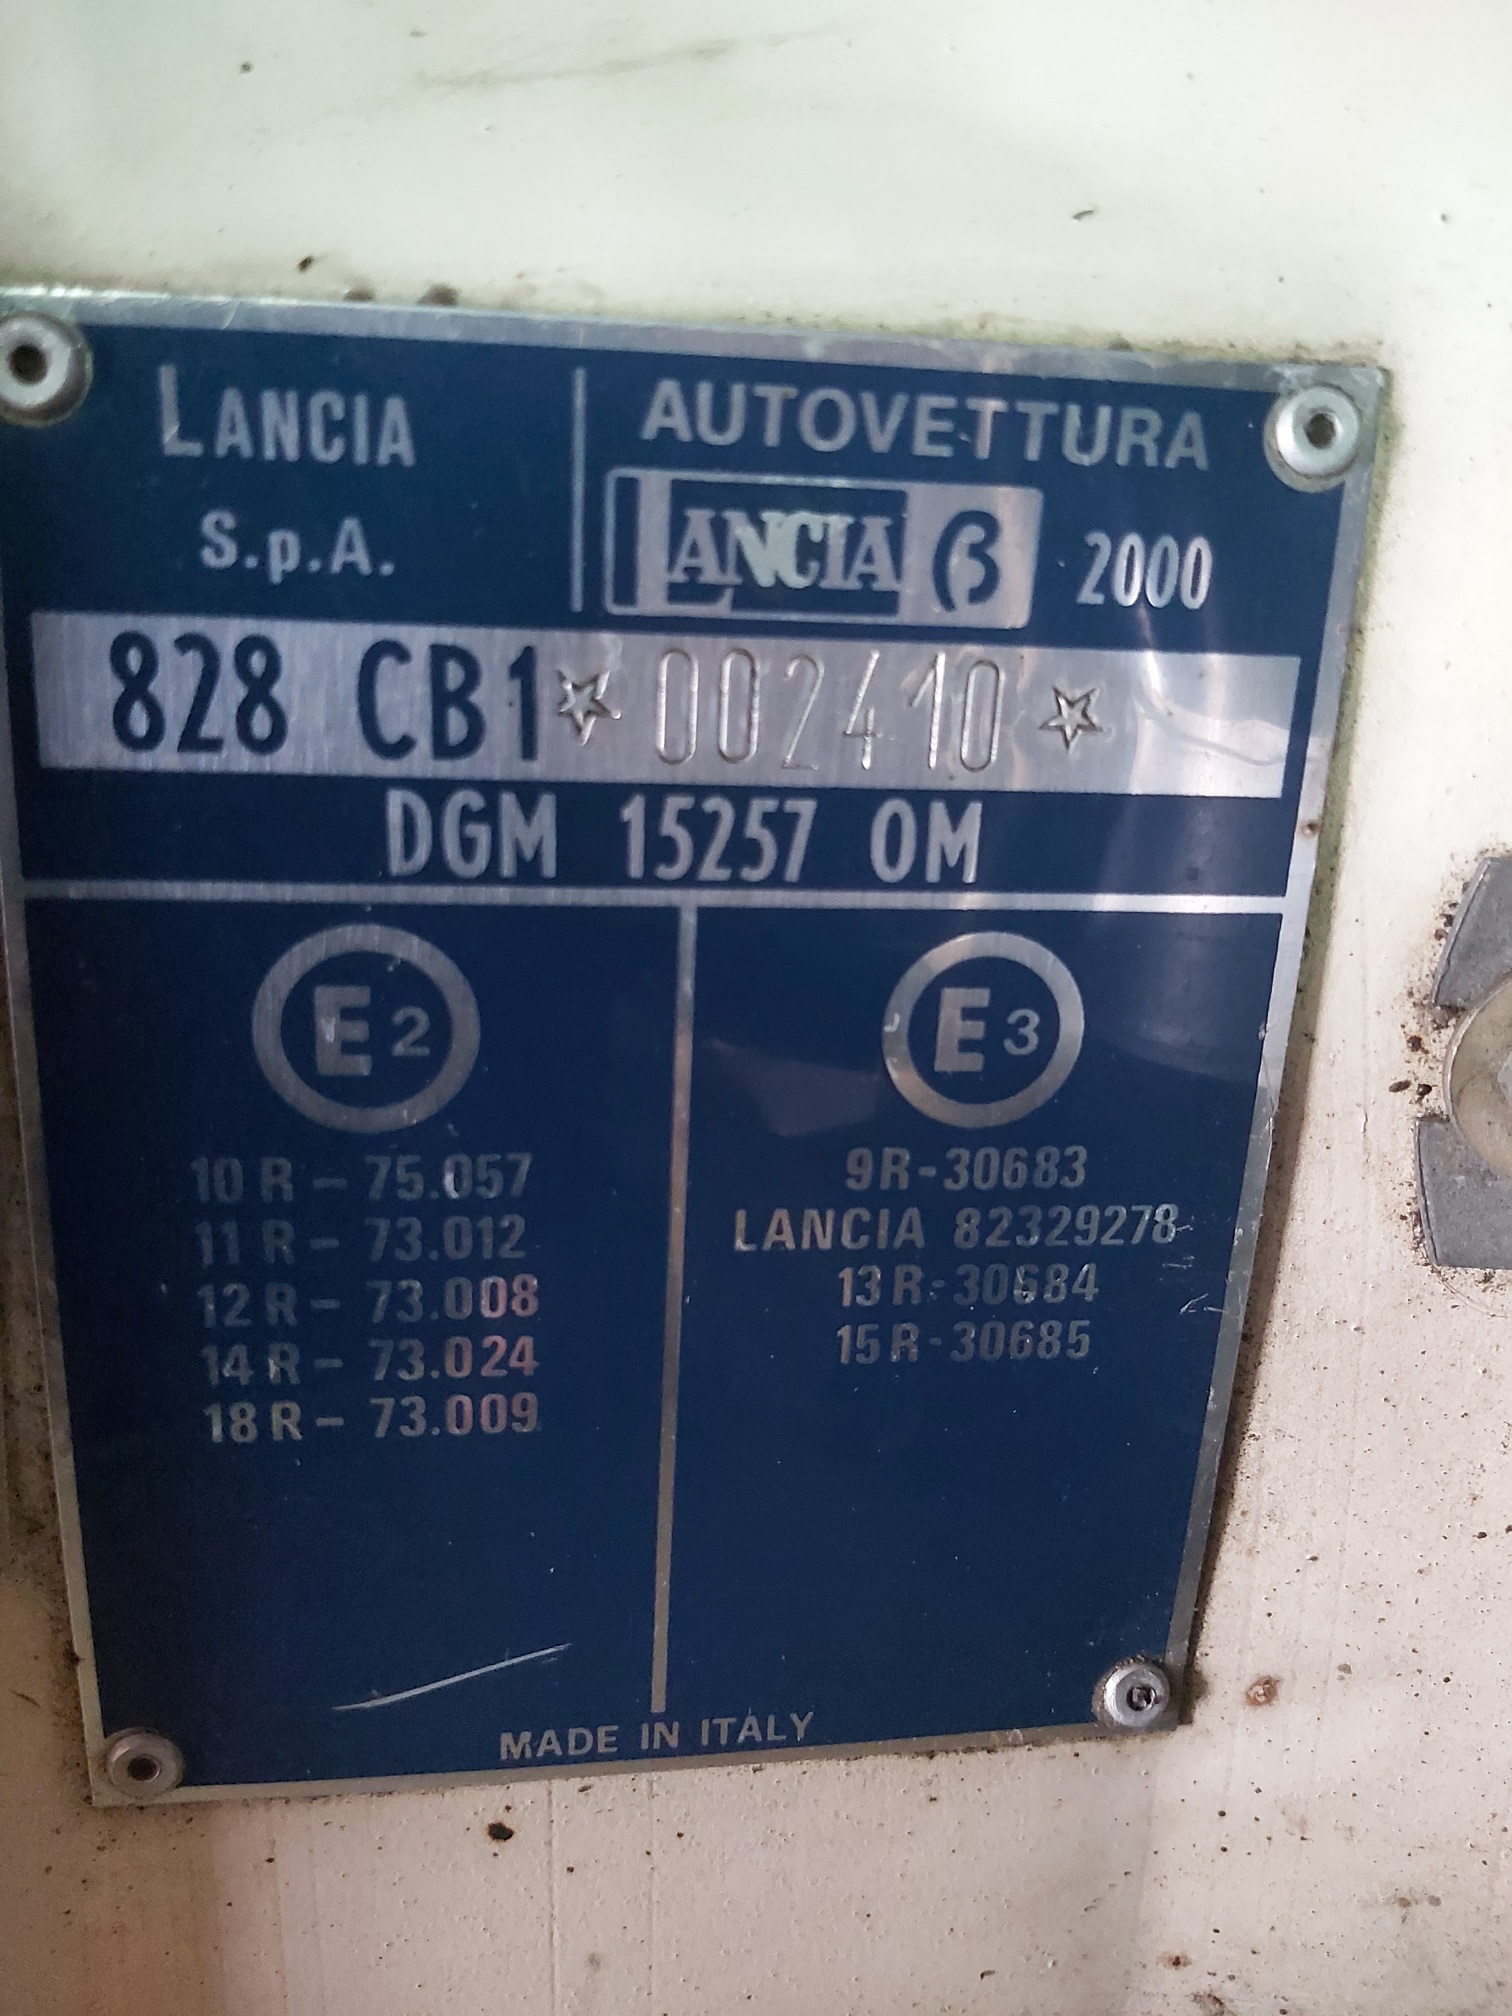 LANCIA
S.p.A.
AUTOVETTURA
LANCIA β 2000
828 CB1☆002410☆
DGM 15257 OM
E2
10 R - 75.057
11 R - 73.012
12 R - 73.008
14 R - 73.024
18 R - 73.009
E3
9R-30683
LANCIA 82329278
13 R-30684
15 R-30685
MADE IN ITALY